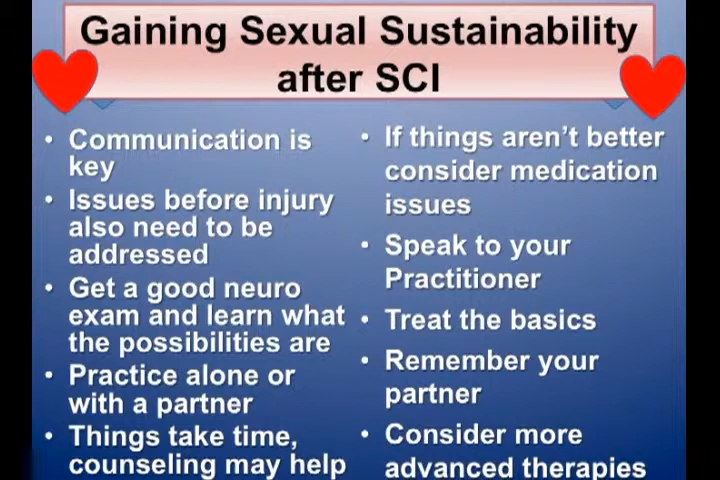 Gaining Sexual Sustainability
after SCI
• Communication is
key
• Issues before injury
also need to be
addressed
• Get a good neuro
exam and learn what
the possibilities are
• Practice alone or
with a partner
• Things take time,
counseling may help
• If things aren't better
consider medication
issues
• Speak to your
Practitioner
• Treat the basics
• Remember your
partner
• Consider more
advanced therapies